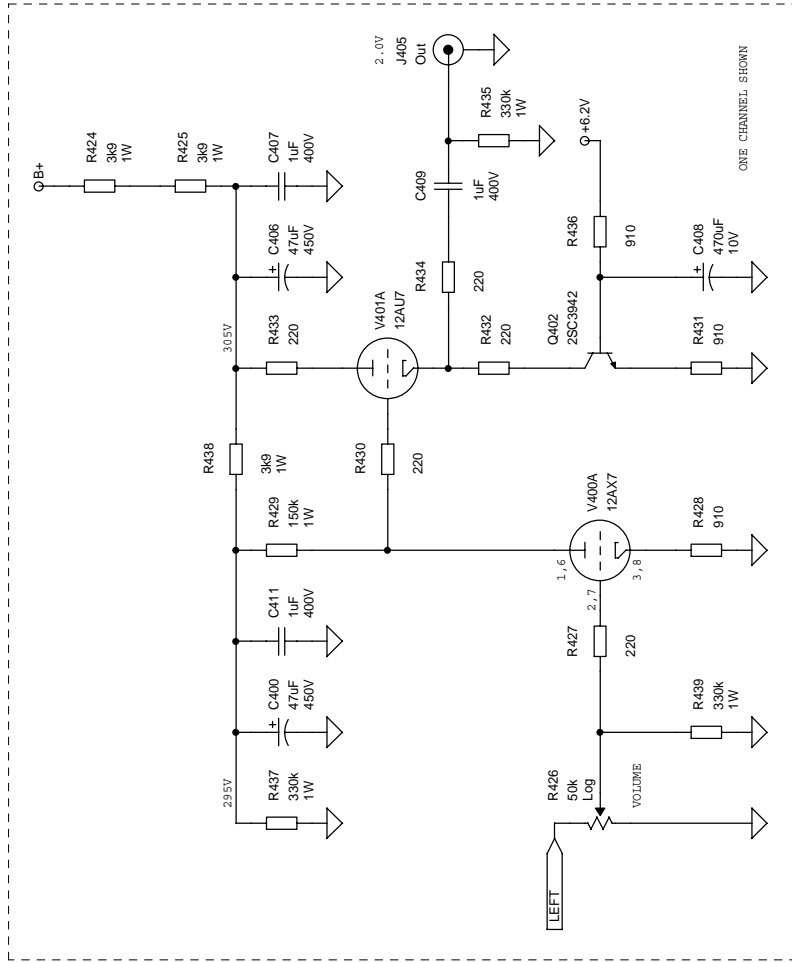 B+
R424
3k9
1W
R425
3k9
1W
C407
1uF
400V
+
C406
47uF
450V
305V
R433
220
V401A
12AU7
R438
3k9
1W
R430
220
R429
150k
1W
C411
1uF
400V
+
C400
47uF
450V
295V
R437
330k
1W
2.0V
J405
Out
R435
330k
1W
C409
1uF
400V
R434
220
R432
220
Q402
2SC3942
+6.2V
R436
910
+
C408
470uF
10V
R431
910
V400A
12AX7
1,6
2,7
3,8
R428
910
R427
220
R439
330k
1W
R426
50k
Log
VOLUME
LEFT
ONE CHANNEL SHOWN